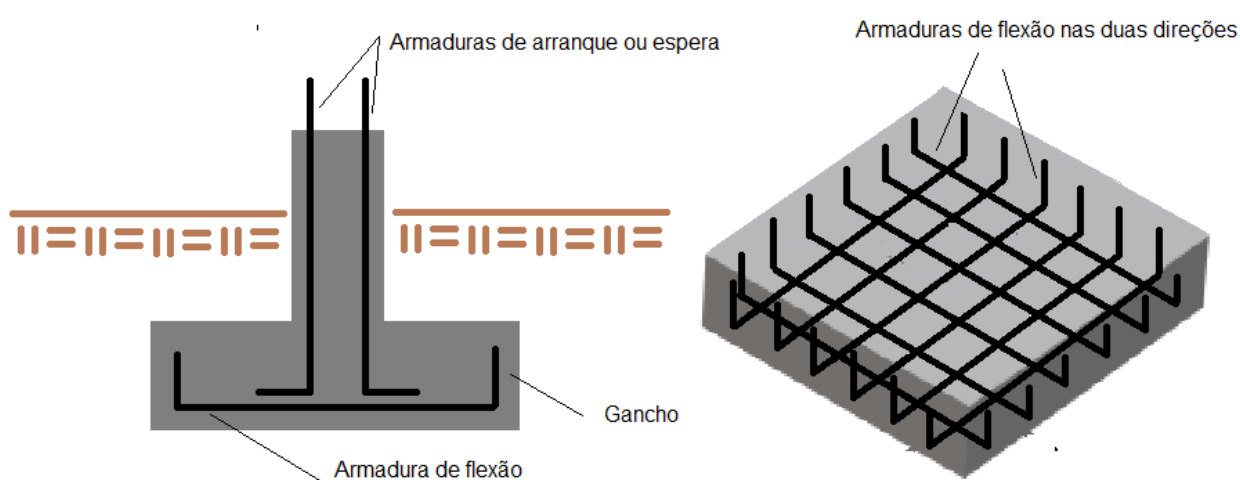 Armaduras de arranque ou espera
Armaduras de flexão nas duas direções
Gancho
Armadura de flexão